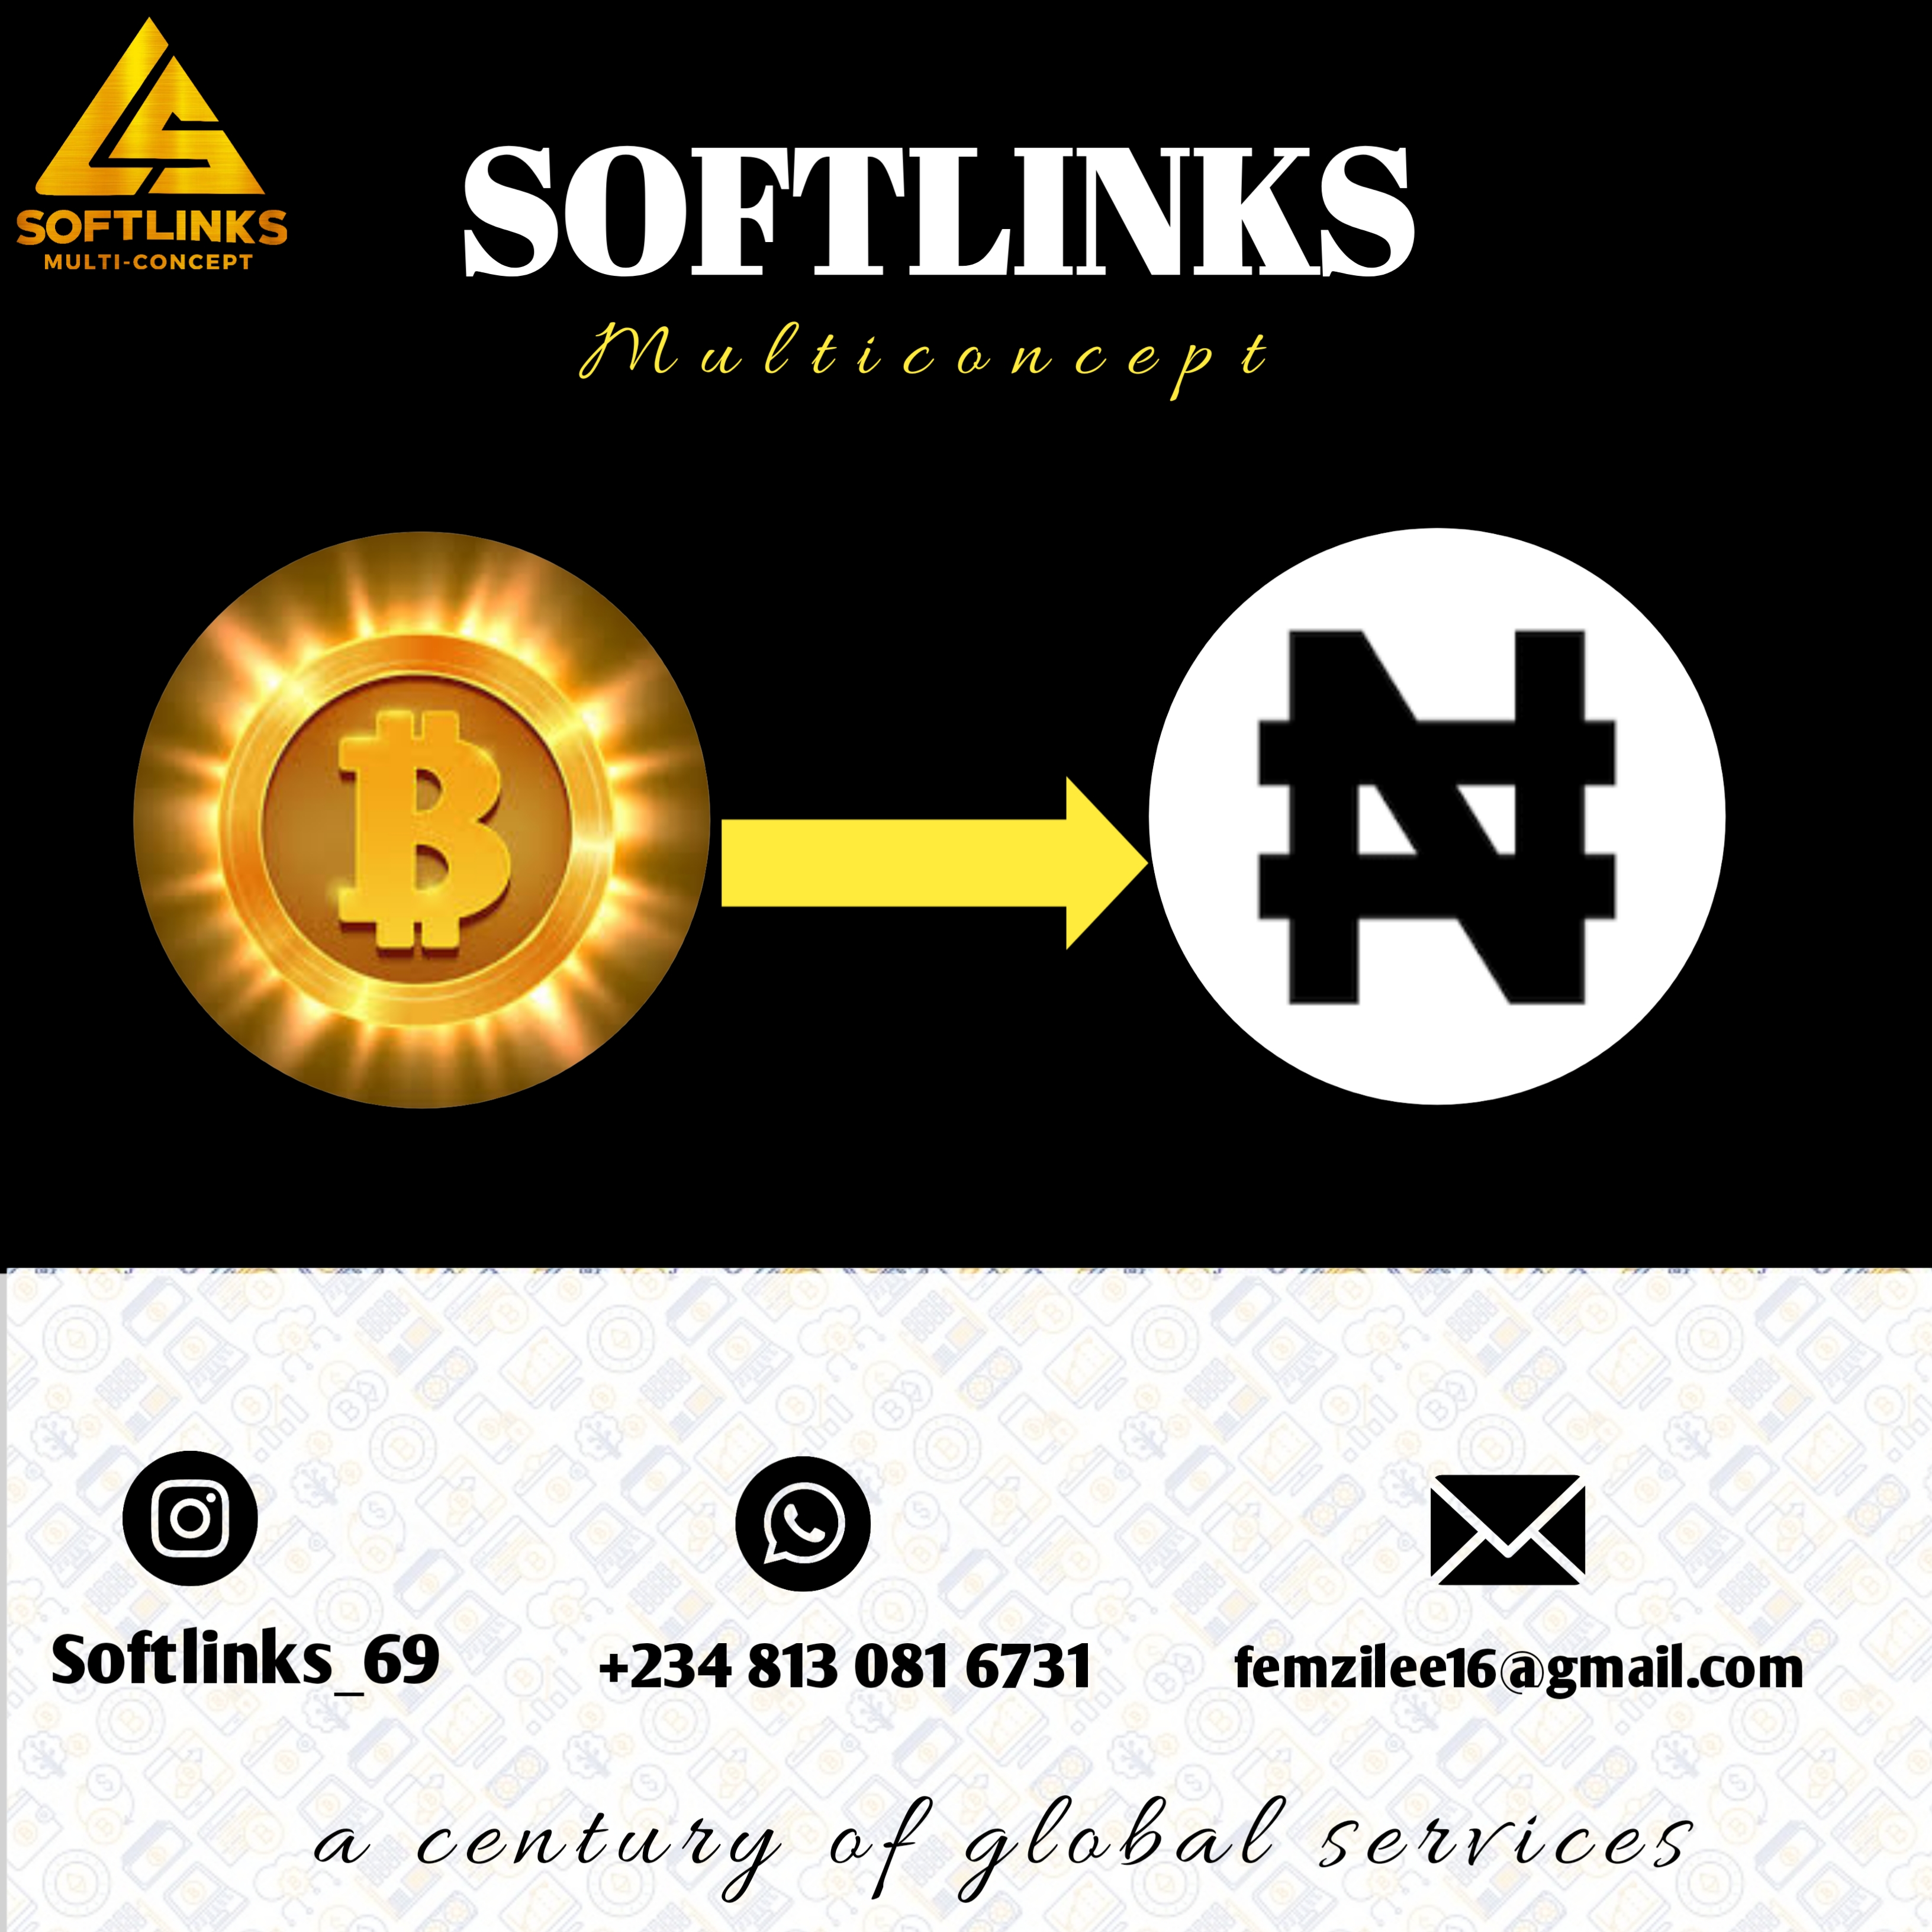 SOFTLINKS
MULTI-CONCEPT
SOFTLINKS
Multiconcept
₿
₦
Softlinks_69
+234 813 081 6731
femzilee16@gmail.com
a century of global services